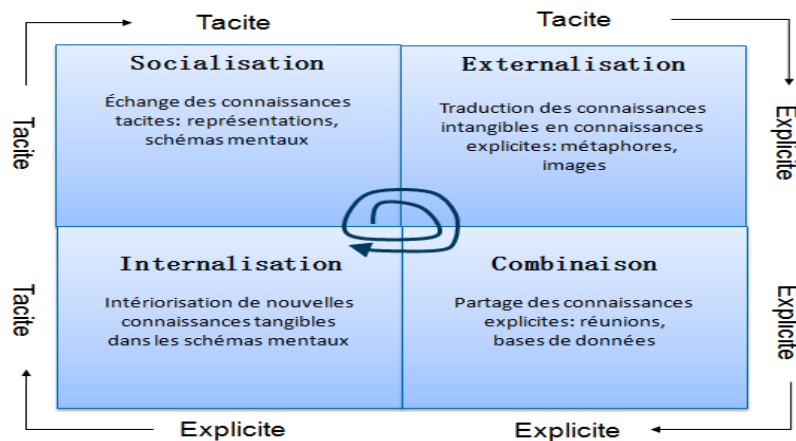 Tacite
Tacite
Tacite
Explicite
Socialisation
Échange des connaissances
tacites: représentations,
schémas mentaux
Externalisation
Traduction des connaissances
intangibles en connaissances
explicites: métaphores,
images
Tacite
Explicite
Internalisation
Intériorisation de nouvelles
connaissances tangibles
dans les schémas mentaux
Combinaison
Partage des connaissances
explicites: réunions,
bases de données
Explicite
Explicite